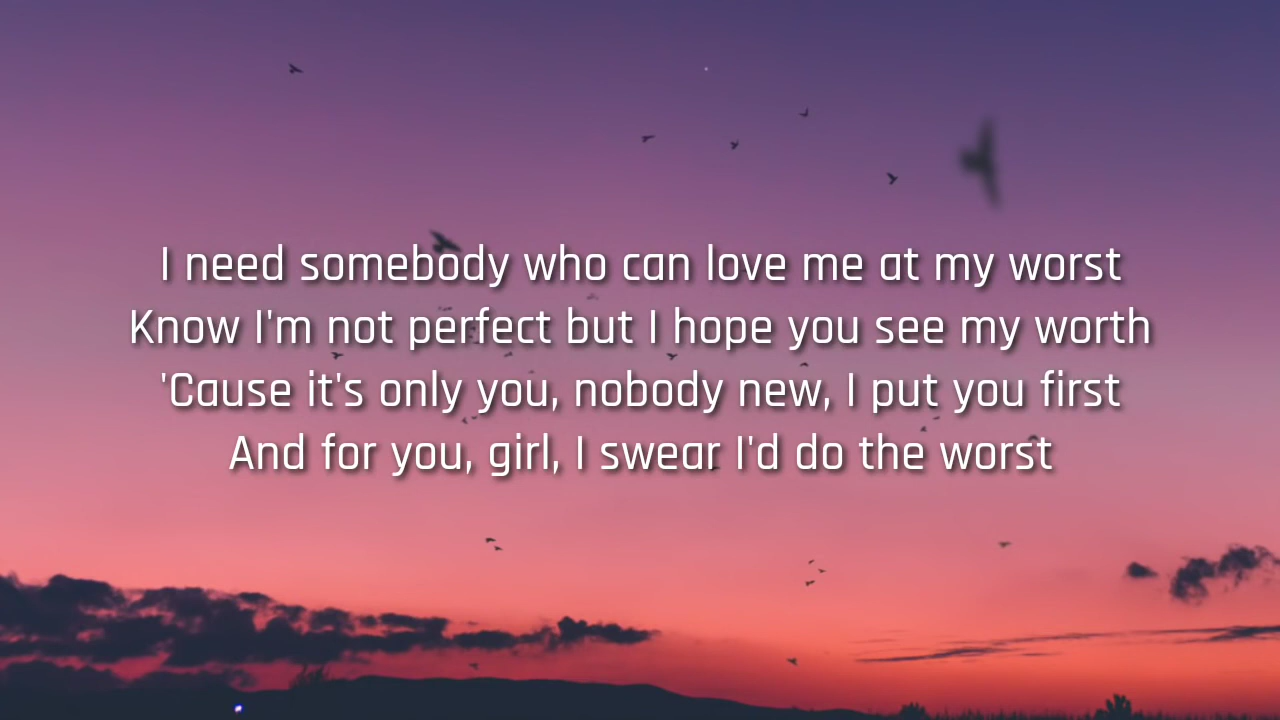 I need somebody who can love me at my worst
Know I'm not perfect but I hope you see my worth
'Cause it's only you, nobody new, I put you first
And for you, girl, I swear I'd do the worst